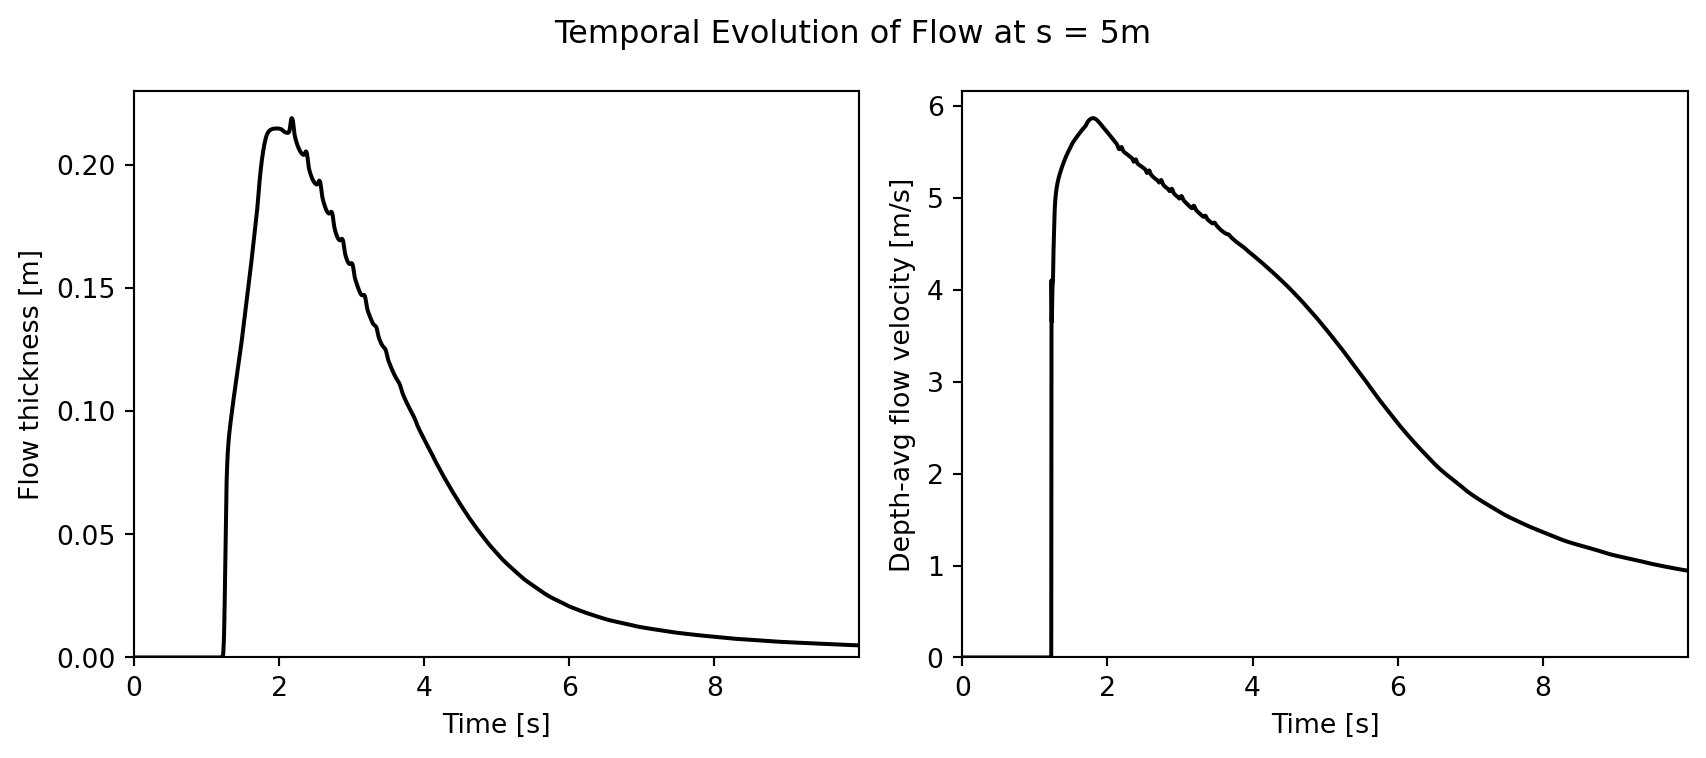 Temporal Evolution of Flow at s = 5m
Flow thickness [m]
0.20
0.15
0.10
0.05
0.00
0 2 4 6 8
Time [s]
Depth-avg flow velocity [m/s]
6
5
4
3
2
1
0
0 2 4 6 8
Time [s]